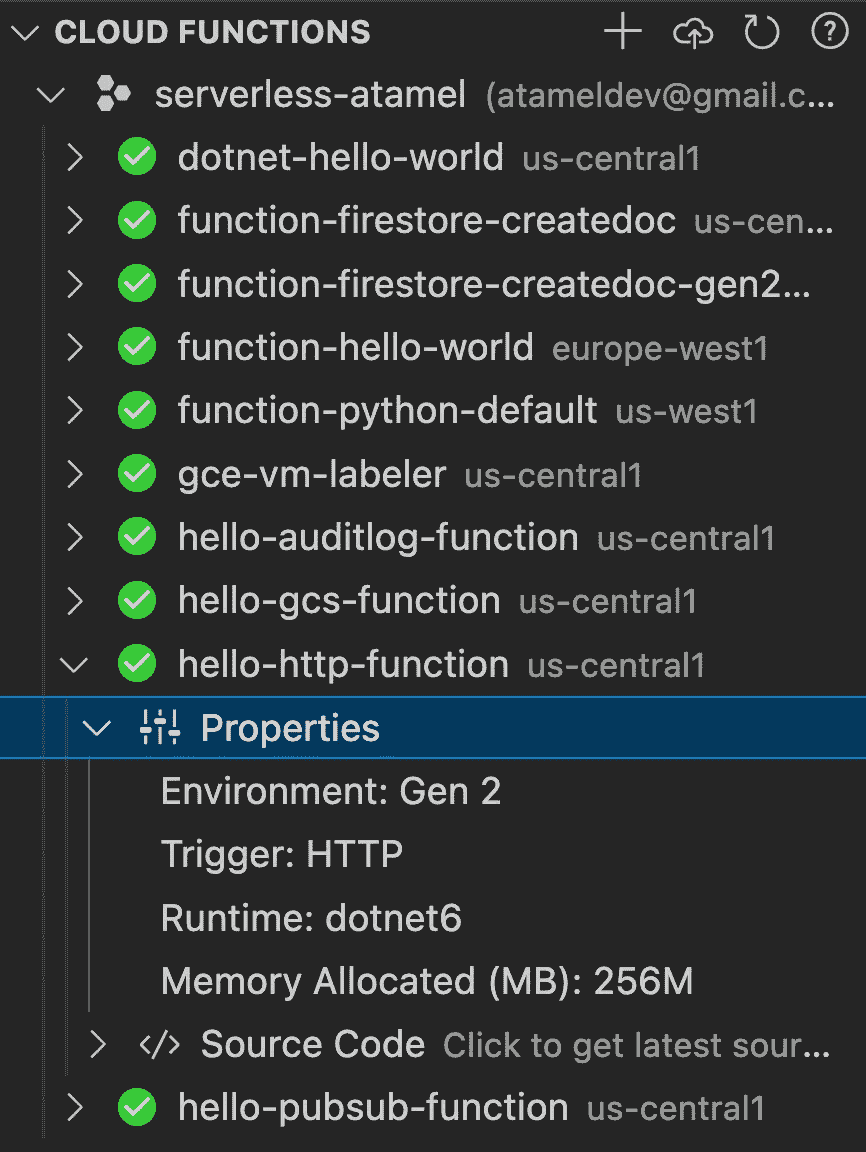 CLOUD FUNCTIONS
serverless-atamel (atameldev@gmail.c...
dotnet-hello-world us-central1
function-firestore-createdoc us-cen...
function-firestore-createdoc-gen2...
function-hello-world europe-west1
function-python-default us-west1
gce-vm-labeler us-central1
hello-auditlog-function us-central1
hello-gcs-function us-central1
hello-http-function us-central1
Properties
Environment: Gen 2
Trigger: HTTP
Runtime: dotnet6
Memory Allocated (MB): 256M
</> Source Code Click to get latest sour...
hello-pubsub-function us-central1